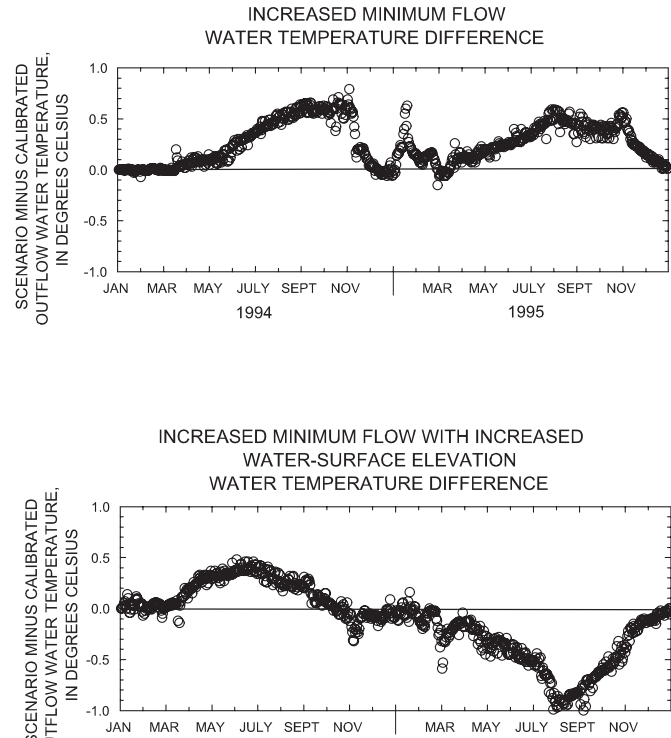 INCREASED MINIMUM FLOW
WATER TEMPERATURE DIFFERENCE
SCENARIO MINUS CALIBRATED
OUTFLOW WATER TEMPERATURE,
IN DEGREES CELSIUS
1.0
0.5
0.0
-0.5
-1.0
JAN MAR MAY JULY SEPT NOV MAR MAY JULY SEPT NOV
1994 1995
INCREASED MINIMUM FLOW WITH INCREASED
WATER-SURFACE ELEVATION
WATER TEMPERATURE DIFFERENCE
SCENARIO MINUS CALIBRATED
OUTFLOW WATER TEMPERATURE,
IN DEGREES CELSIUS
1.0
0.5
0.0
-0.5
-1.0
JAN MAR MAY JULY SEPT NOV MAR MAY JULY SEPT NOV